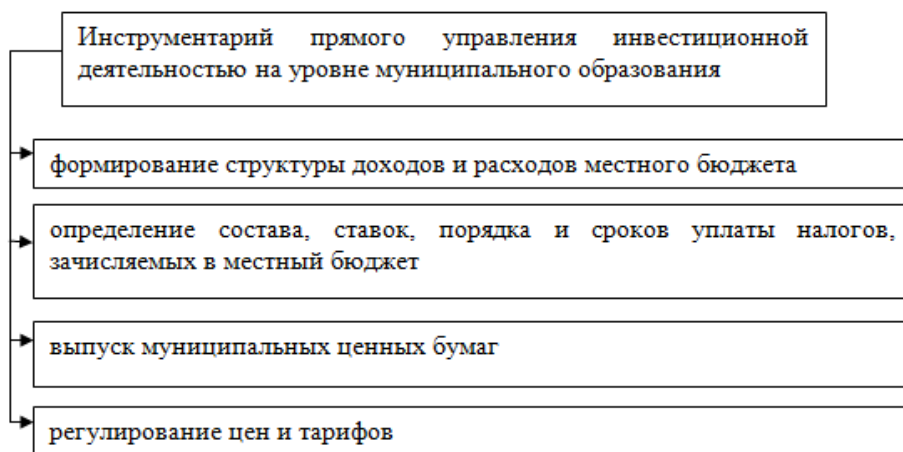 Инструментарий прямого управления инвестиционной
деятельностью на уровне муниципального образования
формирование структуры доходов и расходов местного бюджета
определение состава, ставок, порядка и сроков уплаты налогов,
зачисляемых в местный бюджет
выпуск муниципальных ценных бумаг
регулирование цен и тарифов